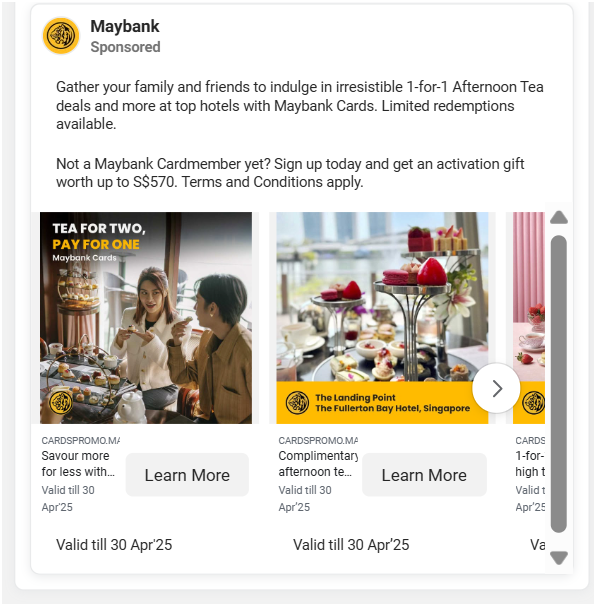 Maybank
Sponsored
Gather your family and friends to indulge in irresistible 1-for-1 Afternoon Tea
deals and more at top hotels with Maybank Cards. Limited redemptions
available.
Not a Maybank Cardmember yet? Sign up today and get an activation gift
worth up to S$570. Terms and Conditions apply.
TEA FOR TWO,
PAY FOR ONE
Maybank Cards
The Landing Point
The Fullerton Bay Hotel, Singapore
CARDSPROMO.MA
Savour more
for less with...
Valid till 30
Apr'25
Learn More
Valid till 30 Apr'25
CARDSPROMO.MA
Complimentary
afternoon te...
Valid till 30
Apr'25
Learn More
Valid till 30 Apr'25
CARDS
1-for-
high t
Valid t
Apr'25
Va